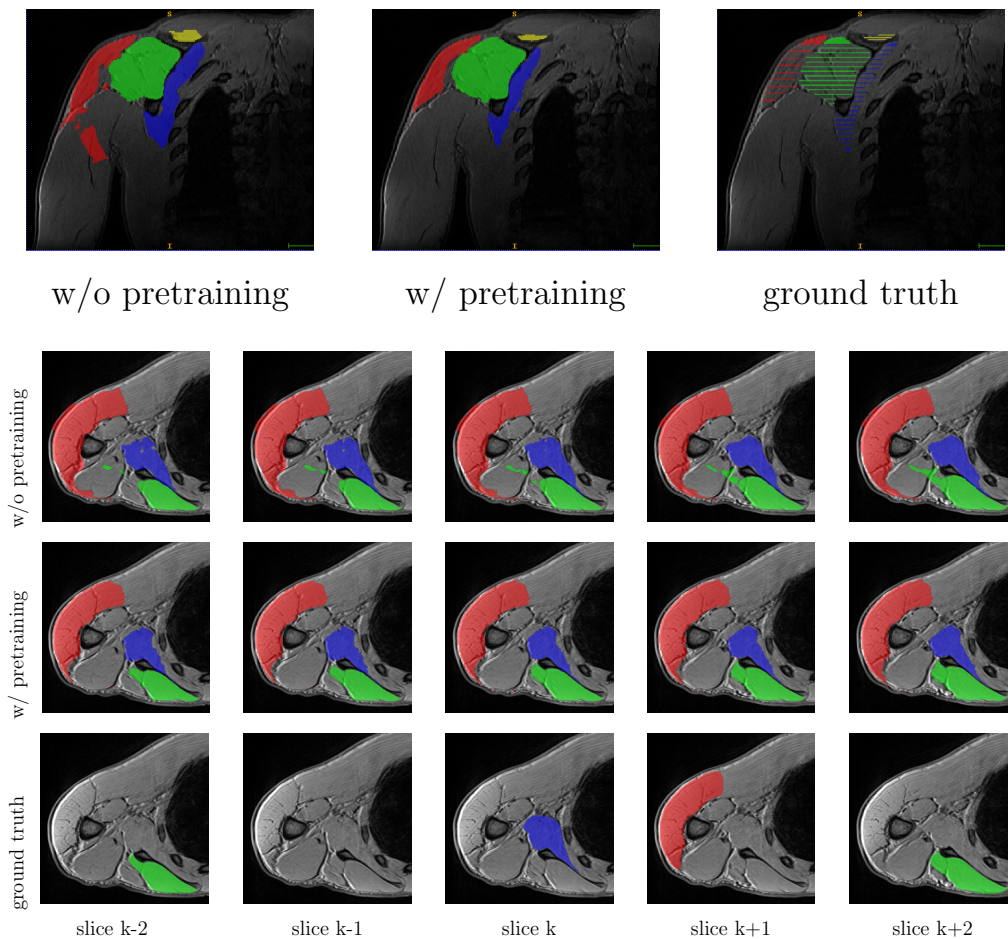 S S S
I I I
w/o pretraining w/ pretraining ground truth
w/o pretraining
w/ pretraining
ground truth
slice k-2 slice k-1 slice k slice k+1 slice k+2